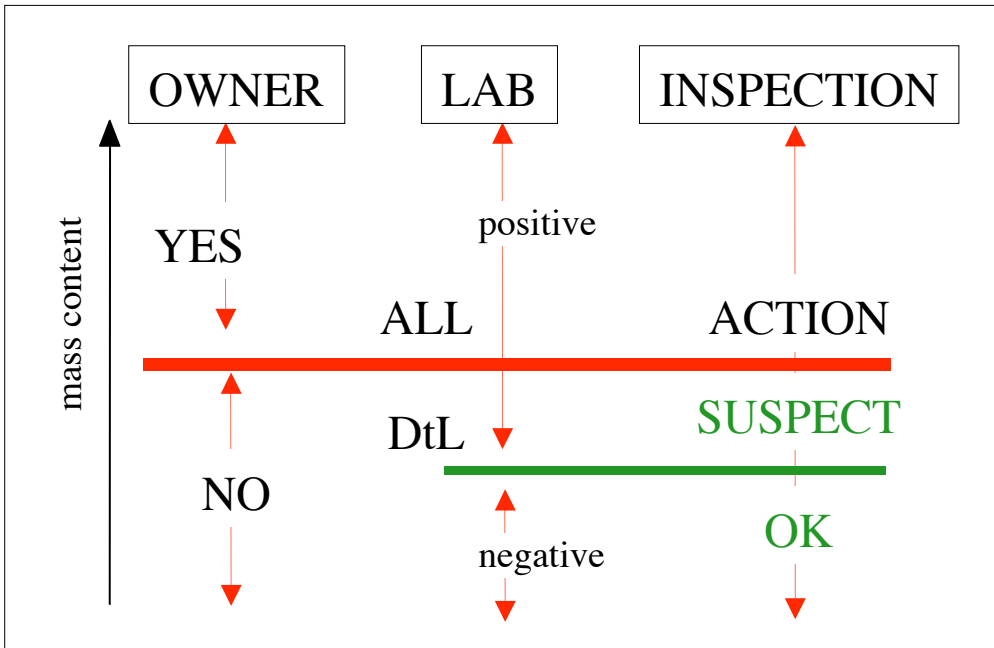 OWNER LAB INSPECTION
mass content
positive
YES
ALL ACTION
SUSPECT
DtL
NO
OK
negative